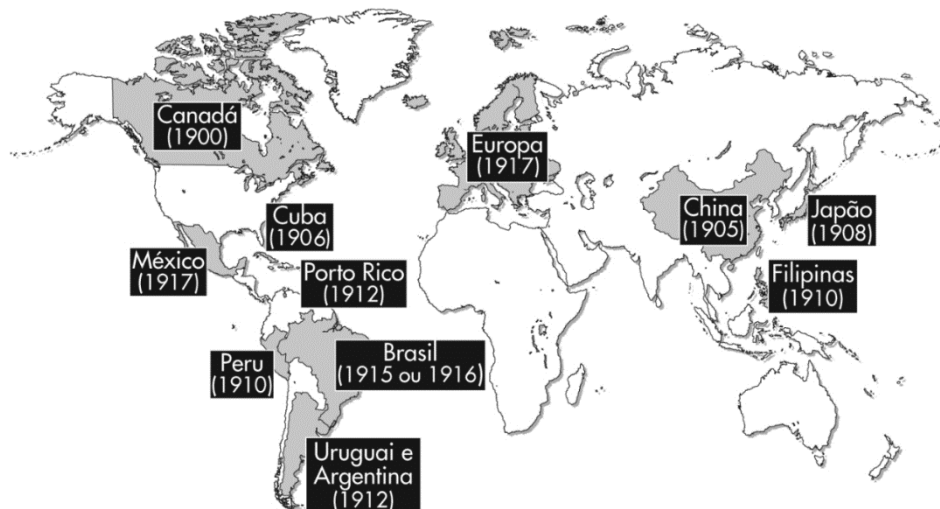 Canadá
(1900)
Europa
(1917)
Cuba
(1906)
China
(1905)
Japão
(1908)
México
(1917)
Porto Rico
(1912)
Filipinas
(1910)
Peru
(1910)
Brasil
(1915 ou 1916)
Uruguai e
Argentina
(1912)